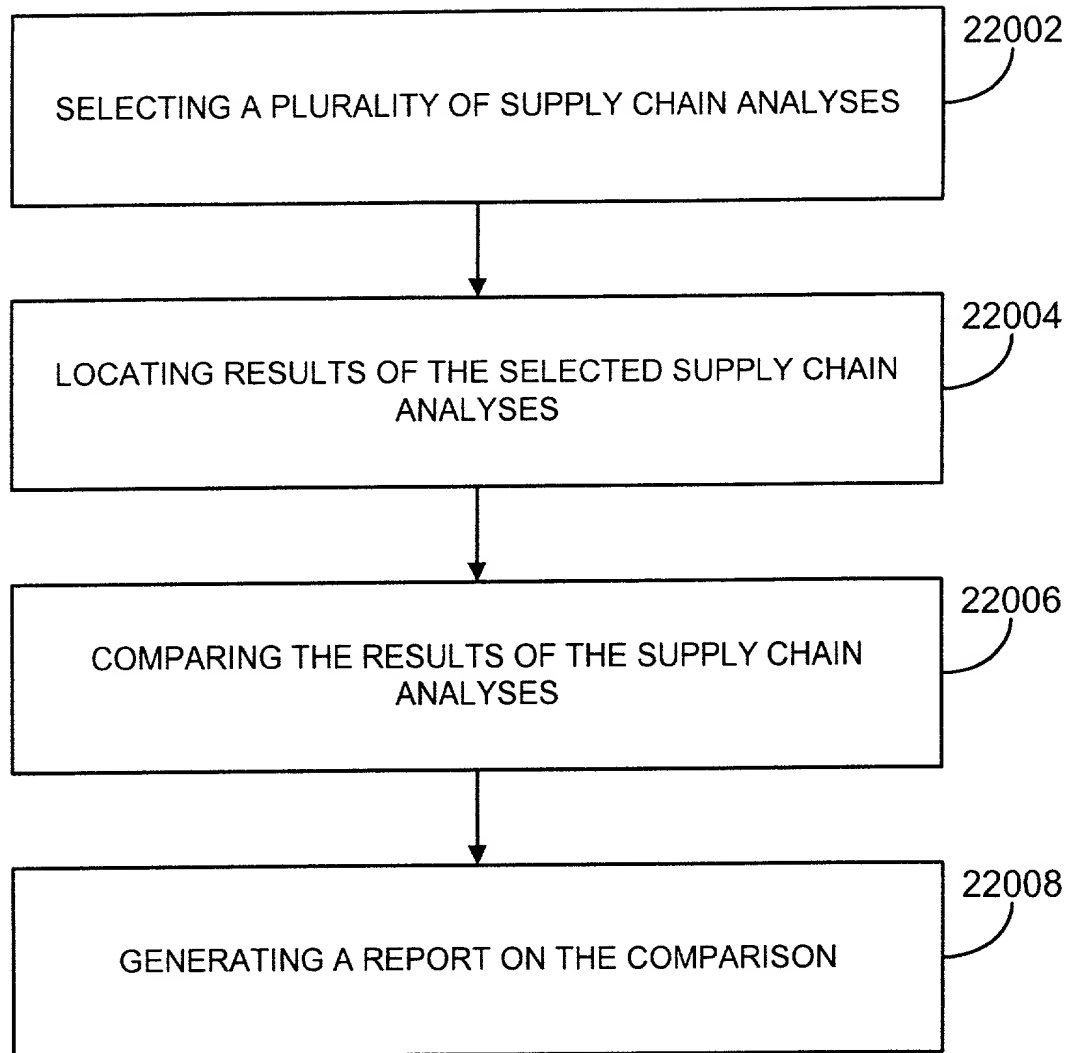 22002
SELECTING A PLURALITY OF SUPPLY CHAIN ANALYSES
22004
LOCATING RESULTS OF THE SELECTED SUPPLY CHAIN
ANALYSES
22006
COMPARING THE RESULTS OF THE SUPPLY CHAIN
ANALYSES
22008
GENERATING A REPORT ON THE COMPARISON